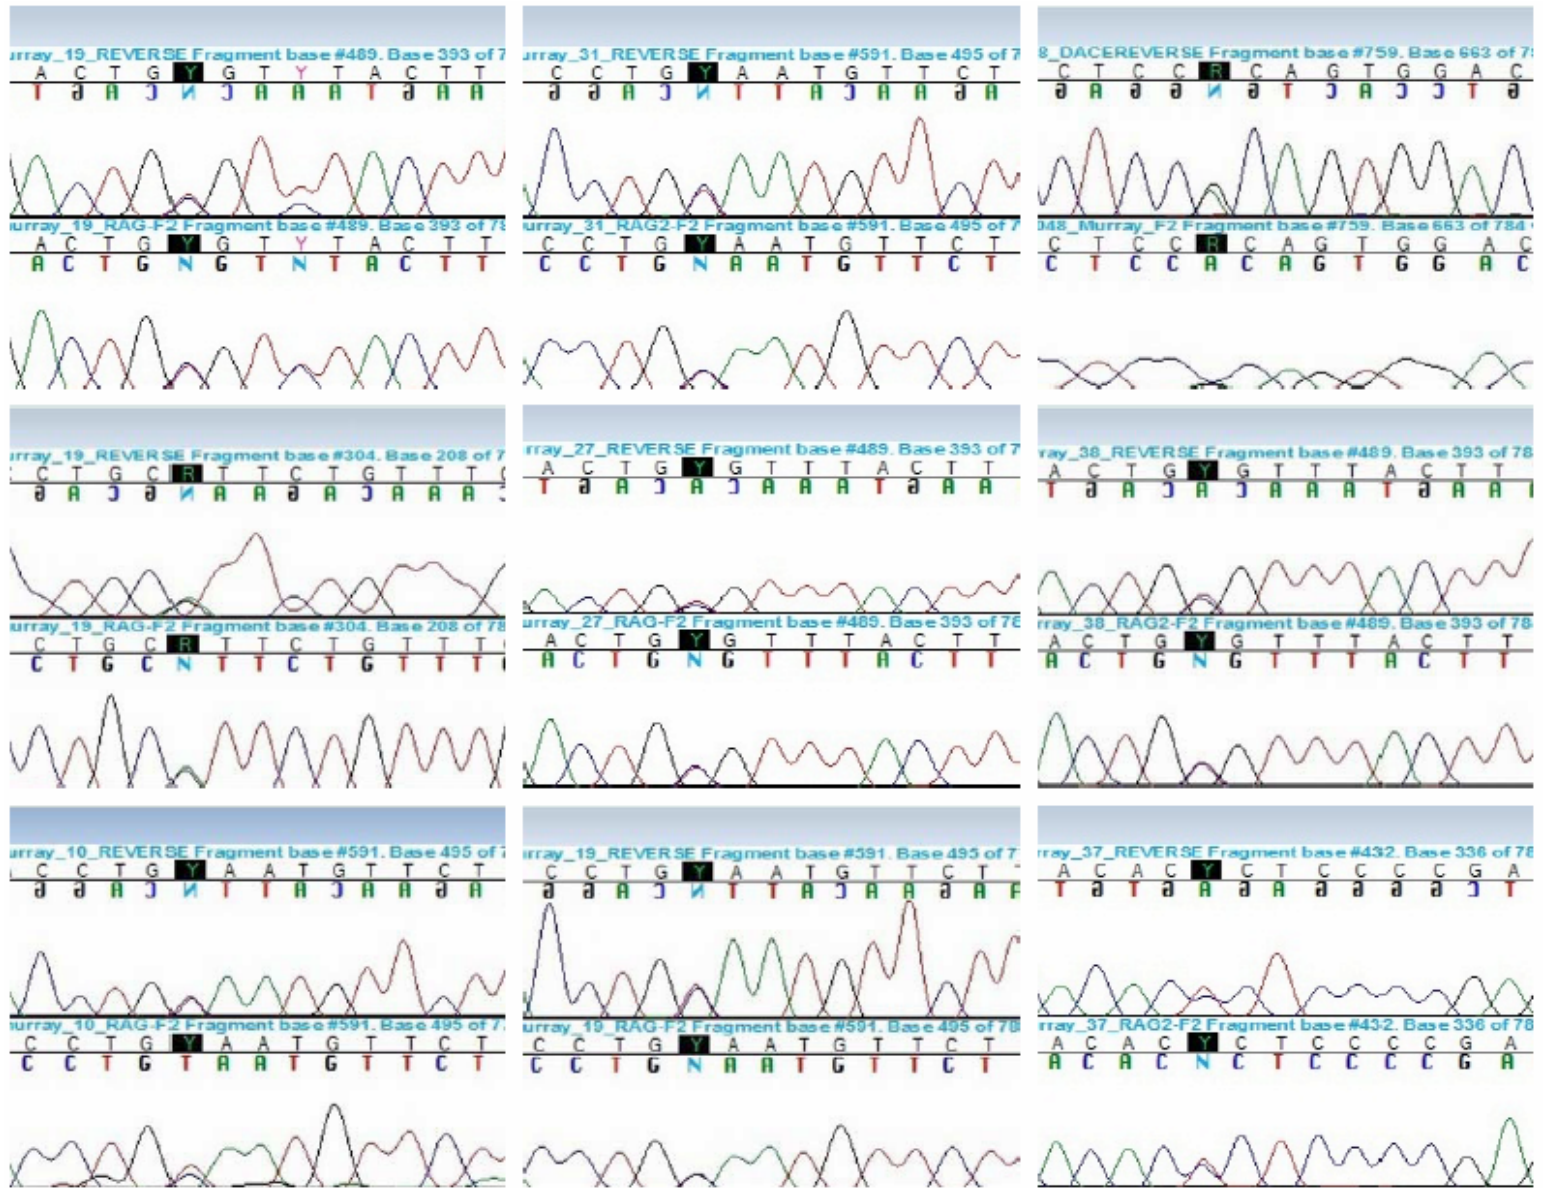 urray_19_REVERSE Fragment base #489. Base 393 of 7
A C T G Y G T Y T A C T T
T G A C N C A A A T G A A
urray_19_RAG-F2 Fragment base #489. Base 393 of 78
A C T G Y G T Y T A C T T
A C T G N G T N T A C T T
urray_31_REVERSE Fragment base #591. Base 495 of 7
C C T G Y A A T G T T C T
G G A C N T T A C A A G A
urray_31_RAG2-F2 Fragment base #591. Base 495 of 7
C C T G Y A A T G T T C T
C C T G N A A T G T T C T
8_DACEREVERSE Fragment base #759. Base 663 of 78
C T C C R C A G T G G A C
G A G G N G T C A C C T G
048_Murray_F2 Fragment base #759. Base 663 of 784
C T C C R C A G T G G A C
C T C C A C A G T G G A C
urray_19_REVERSE Fragment base #304. Base 208 of 7
C T G C R T T C T G T T T C
G A C G N A A G A C A A A
urray_19_RAG-F2 Fragment base #304. Base 208 of 78
C T G C R T T C T G T T T
C T G C N T T C T G T T T
rray_27_REVERSE Fragment base #489. Base 393 of 7
A C T G Y G T T T A C T T
T G A C A C A A A T G A A
urray_27_RAG-F2 Fragment base #489. Base 393 of 78
A C T G Y G T T T A C T T
A C T G N G T T T A C T T
rray_38_REVERSE Fragment base #489. Base 393 of 78
A C T G Y G T T T A C T T
T G A C A C A A A T G A A
rray_38_RAG2-F2 Fragment base #489. Base 393 of 78
A C T G Y G T T T A C T T
A C T G N G T T T A C T T
urray_10_REVERSE Fragment base #591. Base 495 of 7
C C T G Y A A T G T T C T
G G A C N T T A C A A G A
urray_10_RAG-F2 Fragment base #591. Base 495 of 7
C C T G Y A A T G T T C T
C C T G T A A T G T T C T
rray_19_REVERSE Fragment base #591. Base 495 of 7
C C T G Y A A T G T T C T
G G A C N T T A C A A G A
urray_19_RAG-F2 Fragment base #591. Base 495 of 78
C C T G Y A A T G T T C T
C C T G N A A T G T T C T
rray_37_REVERSE Fragment base #432. Base 336 of 78
A C A C Y C T C C C C G A
T G T G A G A G G G G C T
rray_37_RAG2-F2 Fragment base #432. Base 336 of 78
A C A C Y C T C C C C G A
A C A C N C T C C C C G A